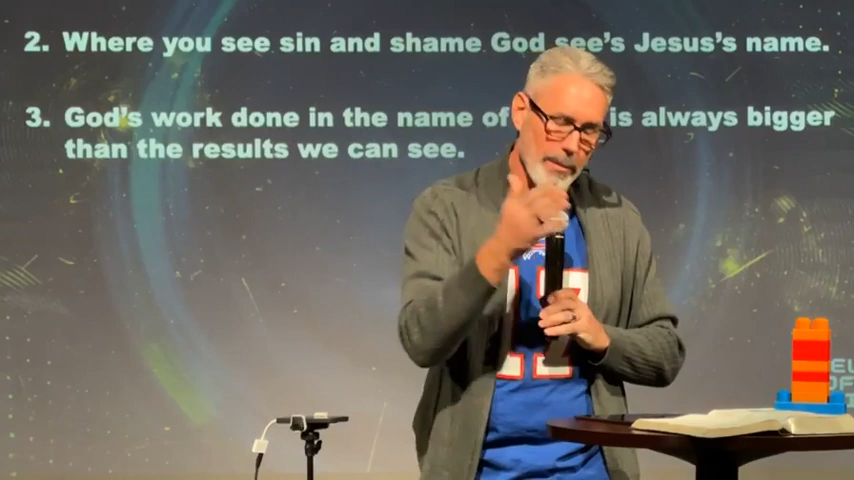 2. Where you see sin and shame God see's Jesus's name.
3. God's work done in the name of is always bigger
than the results we can see.
17